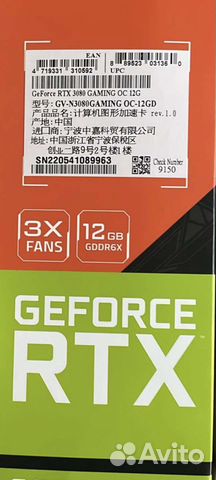 EAN
8 89523 03136 0
4 719331 310592
UPC
GeForce RTX 3080 GAMING OC 12G
型号: GV-N3080GAMING OC-12GD
产品品名: 计算机图形加速卡 rev.1.0
产地: 中国
进口商: 宁波中嘉科贸有限公司
地址: 中国浙江省宁波保税区
创业二路9号2号楼1楼
SN220541089963
Check Number
9150
3X
FANS
12GB
GDDR6X
GEFORCE
RTX
Avito